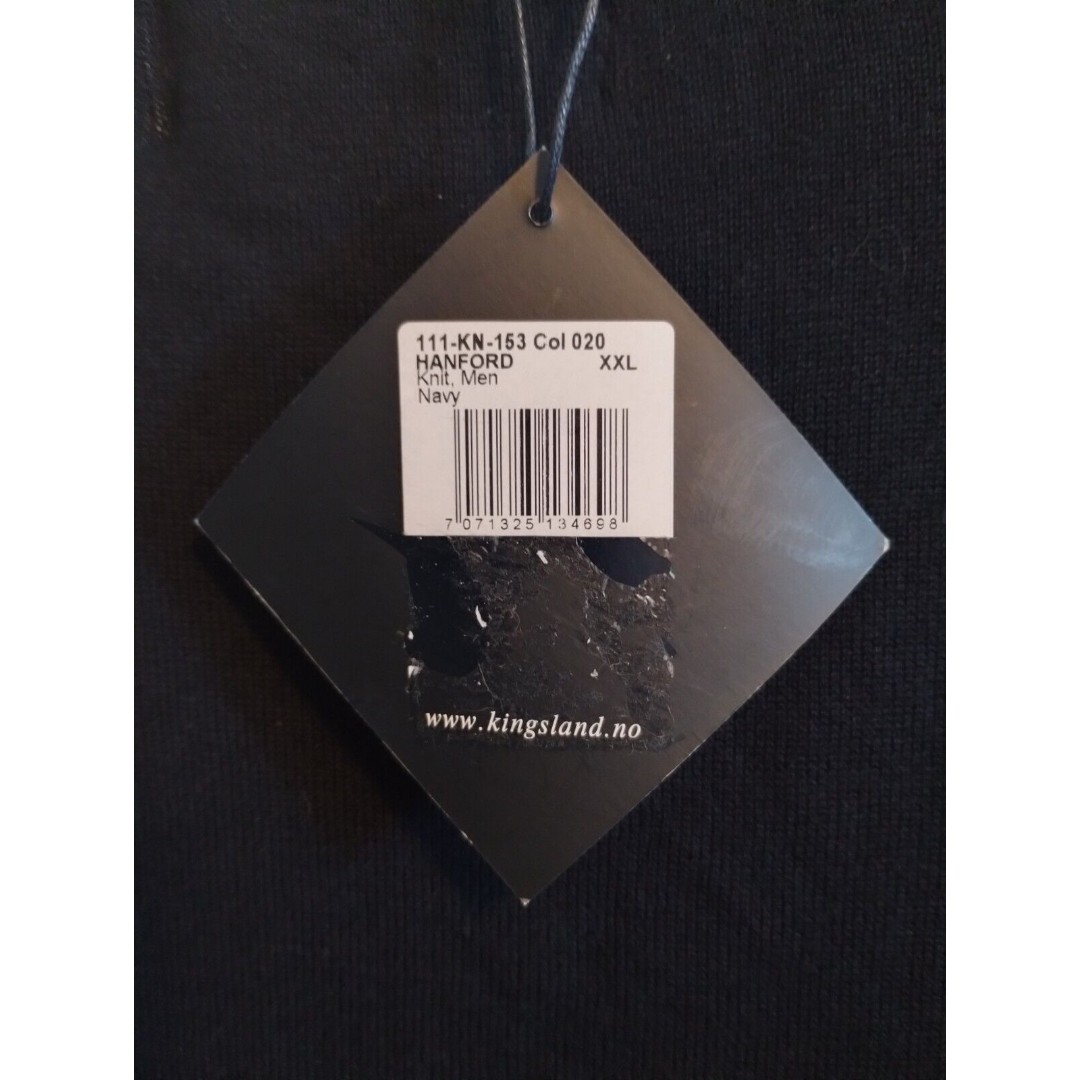 111-KN-153 Col 020
HANFORD XXL
Knit, Men
Navy
7 071325 134698
www.kingsland.no